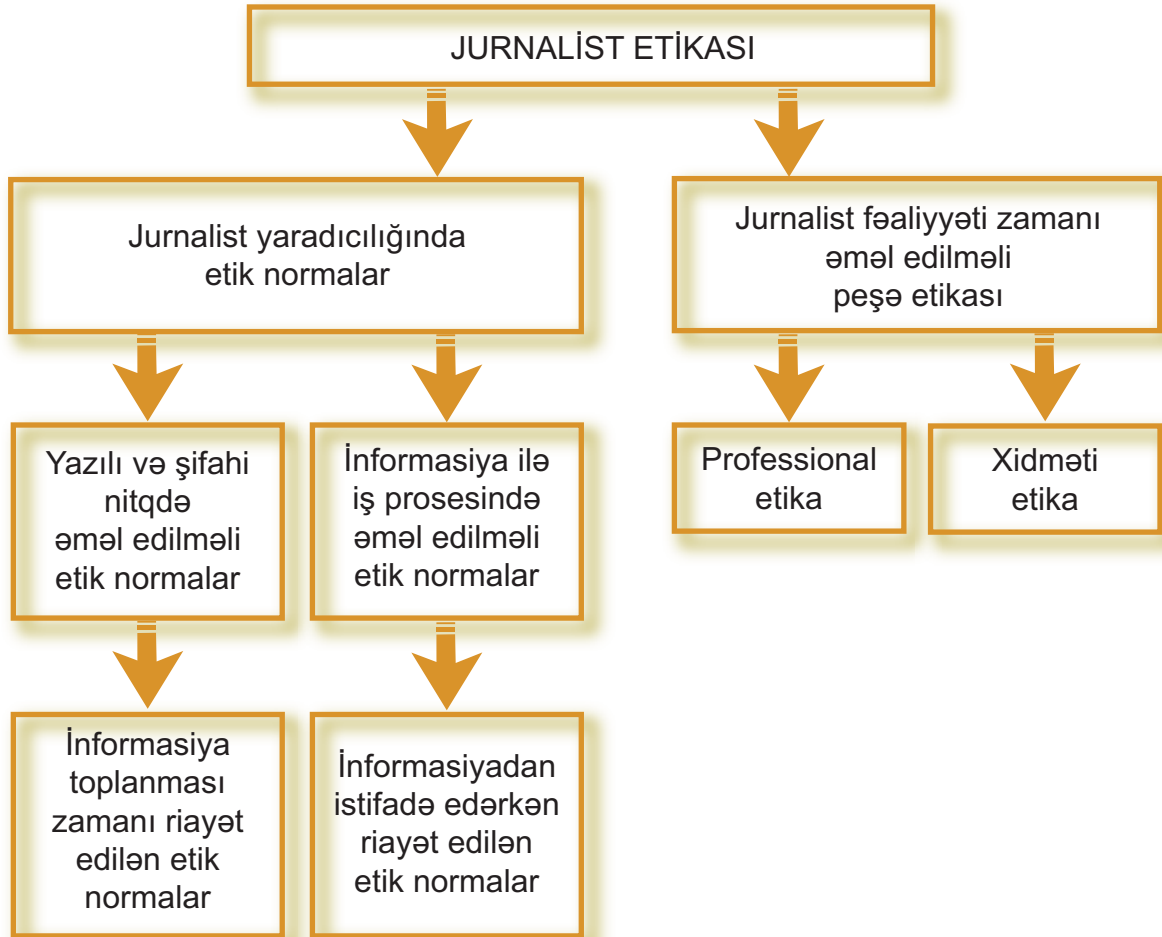 JURNALİST ETİKASI
Jurnalist yaradıcılığında
etik normalar
Jurnalist fəaliyyəti zamanı
əməl edilməli
peşə etikası
Yazılı və şifahi
nitqdə
əməl edilməli
etik normalar
İnformasiya ilə
iş prosesində
əməl edilməli
etik normalar
Professional
etika
Xidməti
etika
İnformasiya
toplanması
zamanı riayət
edilən etik
normalar
İnformasiyadan
istifadə edərkən
riayət edilən
etik normalar